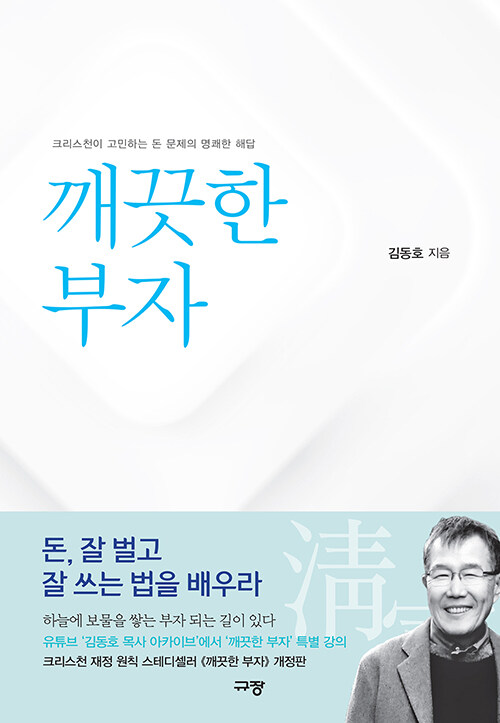 크리스천이 고민하는 돈 문제의 명쾌한 해답
깨끗한
부자
김동호 지음
돈, 잘 벌고
잘 쓰는 법을 배우라
하늘에 보물을 쌓는 부자 되는 길이 있다
유튜브 '김동호 목사 아카이브'에서 '깨끗한 부자' 특별 강의
크리스천 재정 원칙 스테디셀러 《깨끗한 부자》 개정판
淸
규장